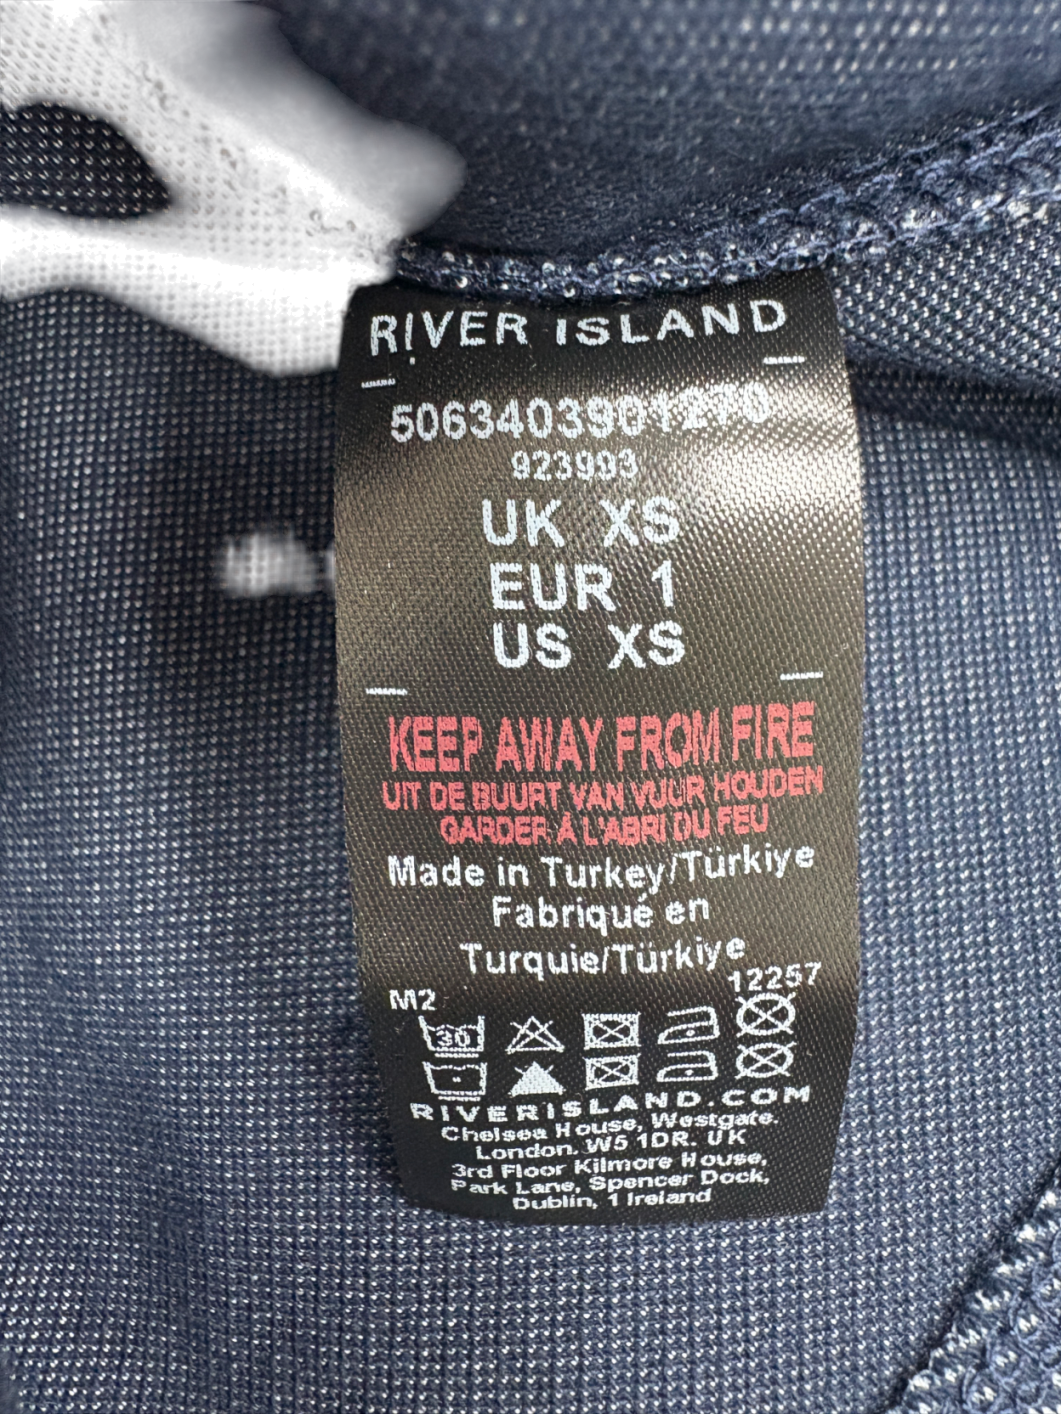 RIVER ISLAND
5063403901270
923903
UK XS
EUR 1
US XS
KEEP AWAY FROM FIRE
UIT DE BUURT VAN VUUR HOUDEN
GARDER À L'ABRI DU FEU
Made in Turkey/Türkiye
Fabriqué en
Turquie/Türkiye
12257
M2
30
RIVERISLAND.COM
Chelsea House, Westgate.
London. W5 1DR. UK
3rd Floor Kilmore House,
Park Lane, Spencer Dock,
Dublin, 1 Ireland